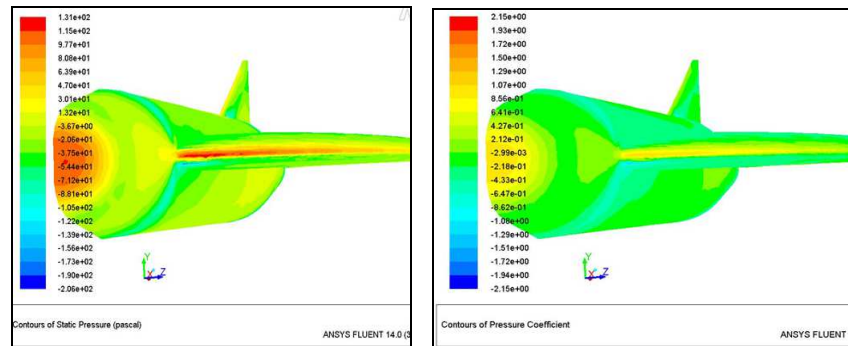 1.31e+02
1.15e+02
9.77e+01
8.08e+01
6.39e+01
4.70e+01
3.01e+01
1.32e+01
-3.67e+00
-2.06e+01
-3.75e+01
-5.44e+01
-7.12e+01
-8.81e+01
-1.05e+02
-1.22e+02
-1.39e+02
-1.56e+02
-1.73e+02
-1.90e+02
-2.06e+02
Y
X
Z
Contours of Static Pressure (pascal)
ANSYS FLUENT 14.0 (3
2.15e+00
1.93e+00
1.72e+00
1.50e+00
1.29e+00
1.07e+00
8.56e-01
6.41e-01
4.27e-01
2.12e-01
-2.99e-03
-2.18e-01
-4.33e-01
-6.47e-01
-8.62e-01
-1.08e+00
-1.29e+00
-1.51e+00
-1.72e+00
-1.94e+00
-2.15e+00
Y
X
Z
Contours of Pressure Coefficient
ANSYS FLUENT